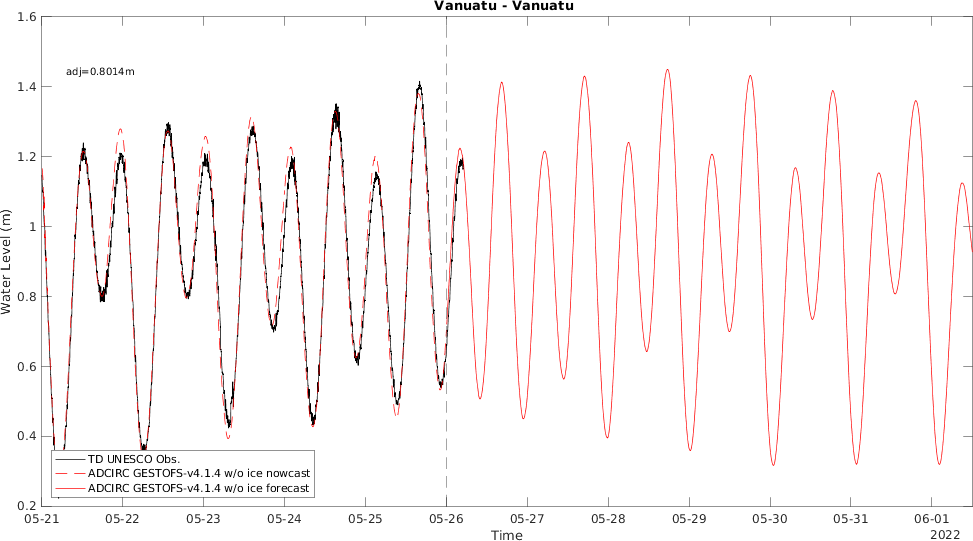 Vanuatu - Vanuatu
1.6
1.4
1.2
1
0.8
0.6
0.4
0.2
Water Level (m)
adj=0.8014m
TD UNESCO Obs.
ADCIRC GESTOFS-v4.1.4 w/o ice nowcast
ADCIRC GESTOFS-v4.1.4 w/o ice forecast
05-21 05-22 05-23 05-24 05-25 05-26 05-27 05-28 05-29 05-30 05-31 06-01
Time
2022